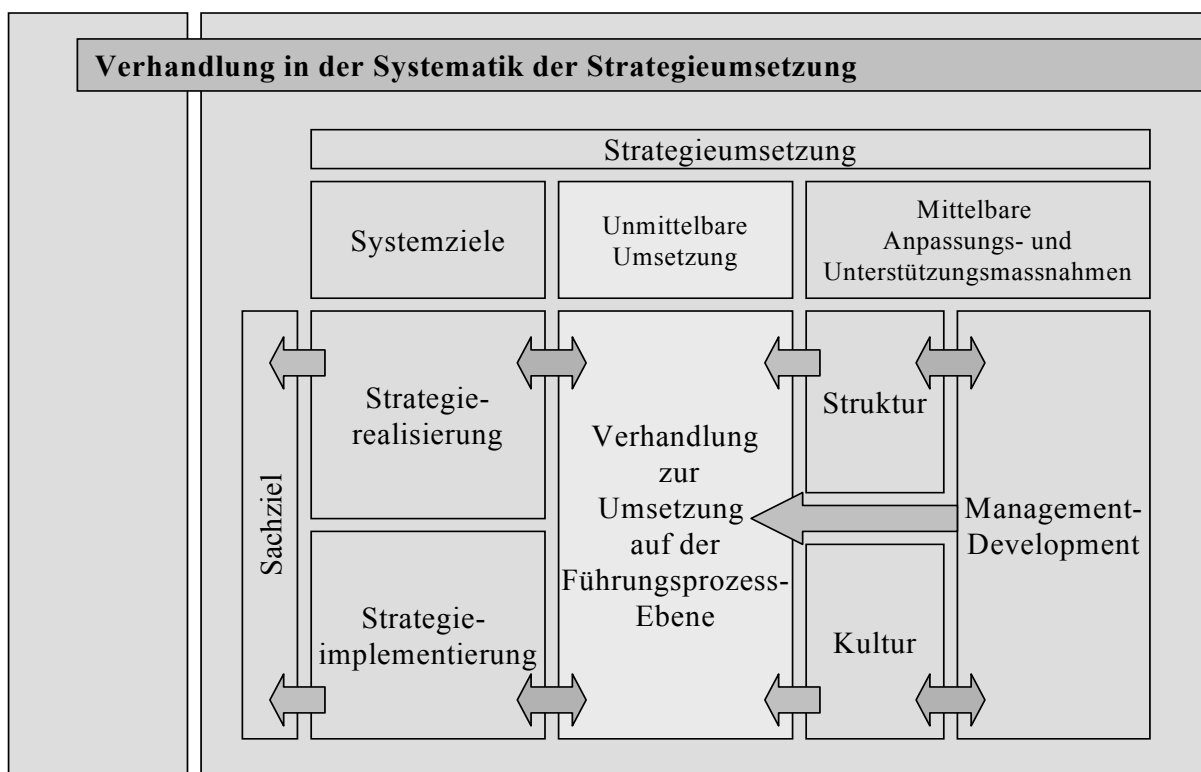 Verhandlung in der Systematik der Strategieumsetzung
Strategieumsetzung
Systemziele
Unmittelbare
Umsetzung
Mittelbare
Anpassungs- und
Unterstützungsmassnahmen
Sachziel
Strategie-
realisierung
Strategie-
implementierung
Verhandlung
zur
Umsetzung
auf der
Führungsprozess-
Ebene
Struktur
Kultur
Management-
Development